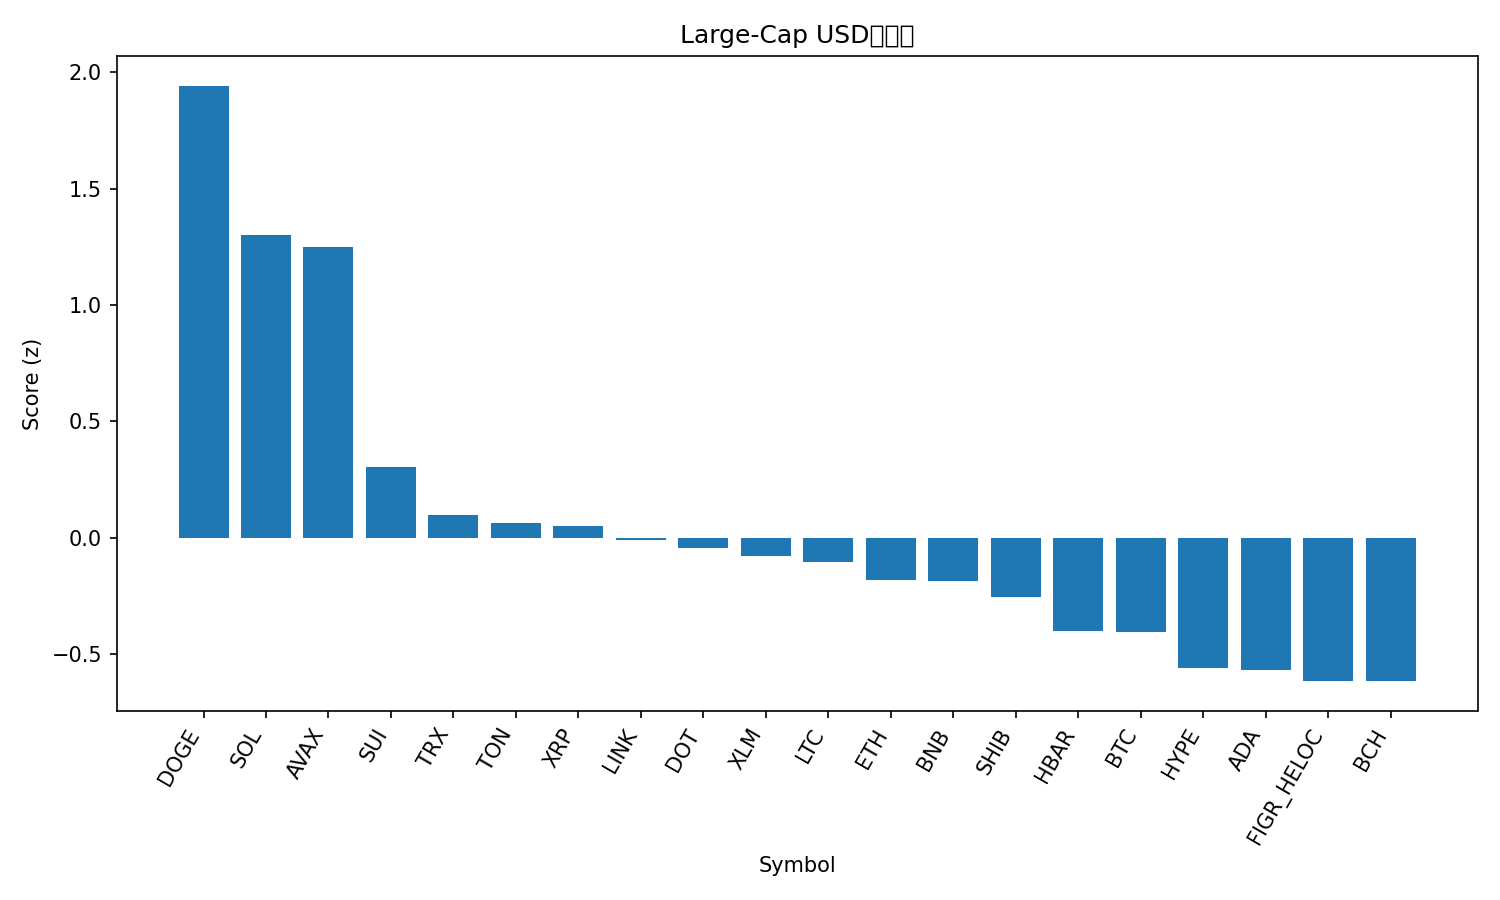 Large-Cap USD
2.0
1.5
1.0
0.5
0.0
−0.5
Score (z)
DOGE
SOL
AVAX
SUI
TRX
TON
XRP
LINK
DOT
XLM
LTC
ETH
BNB
SHIB
HBAR
BTC
HYPE
ADA
FIGR_HELOC
BCH
Symbol